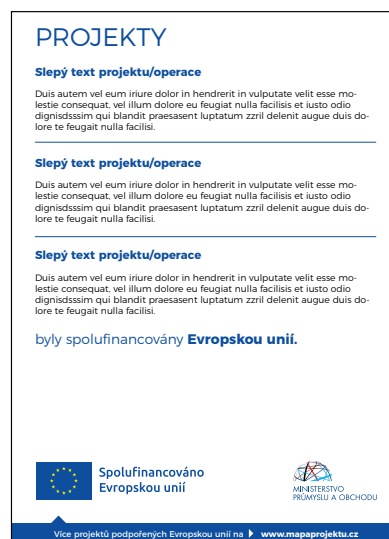 PROJEKTY
Slepý text projektu/operace
Duis autem vel eum iriure dolor in hendrerit in vulputate velit esse mo-
lestie consequat, vel illum dolore eu feugiat nulla facilisis et iusto odio
dignisdsssim qui blandit praesasent luptatum zzril delenit augue duis do-
lore te feugait nulla facilisi.
Slepý text projektu/operace
Duis autem vel eum iriure dolor in hendrerit in vulputate velit esse mo-
lestie consequat, vel illum dolore eu feugiat nulla facilisis et iusto odio
dignisdsssim qui blandit praesasent luptatum zzril delenit augue duis do-
lore te feugait nulla facilisi.
Slepý text projektu/operace
Duis autem vel eum iriure dolor in hendrerit in vulputate velit esse mo-
lestie consequat, vel illum dolore eu feugiat nulla facilisis et iusto odio
dignisdsssim qui blandit praesasent luptatum zzril delenit augue duis do-
lore te feugait nulla facilisi.
byly spolufinancovány Evropskou unií.
Spolufinancováno
Evropskou unií
MINISTERSTVO
PRŮMYSLU A OBCHODU
Více projektů podpořených Evropskou unií na www.mapaprojektu.cz